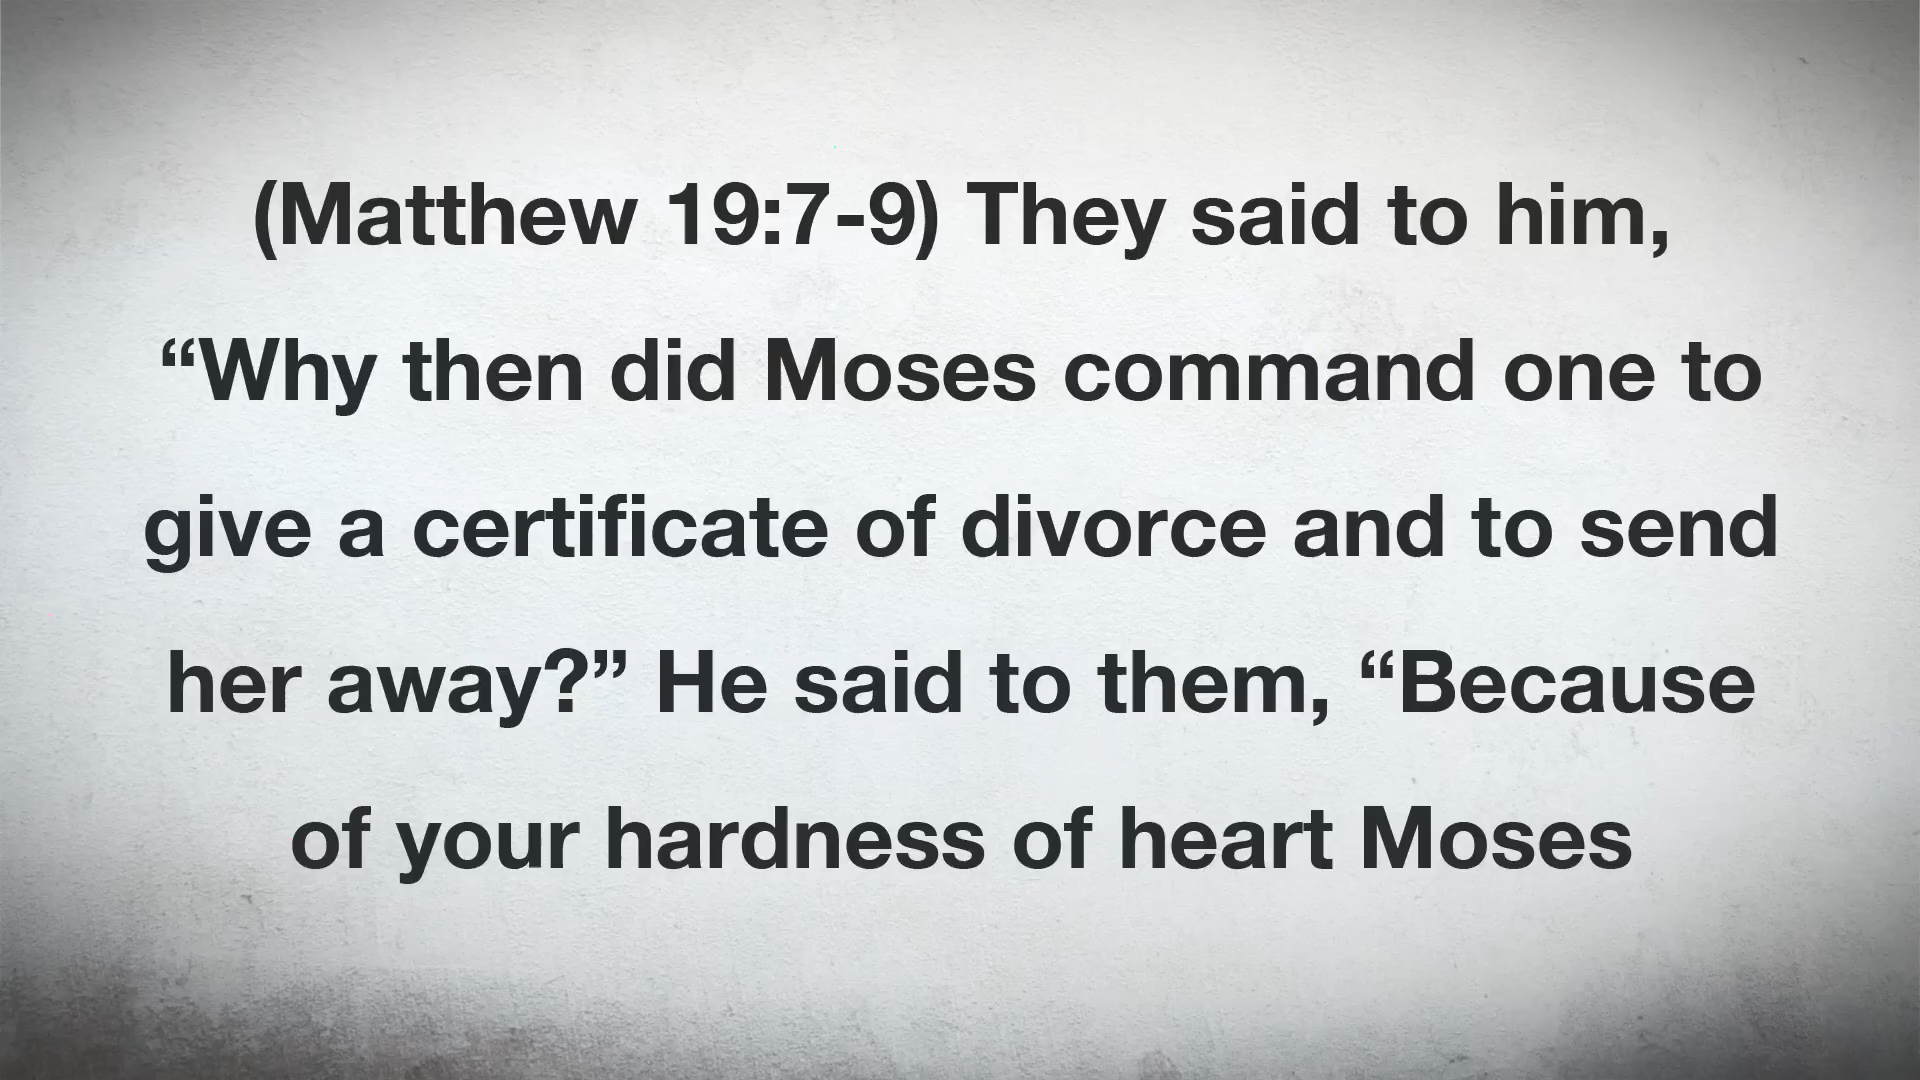 (Matthew 19:7-9) They said to him,
“Why then did Moses command one to
give a certificate of divorce and to send
her away?” He said to them, “Because
of your hardness of heart Moses